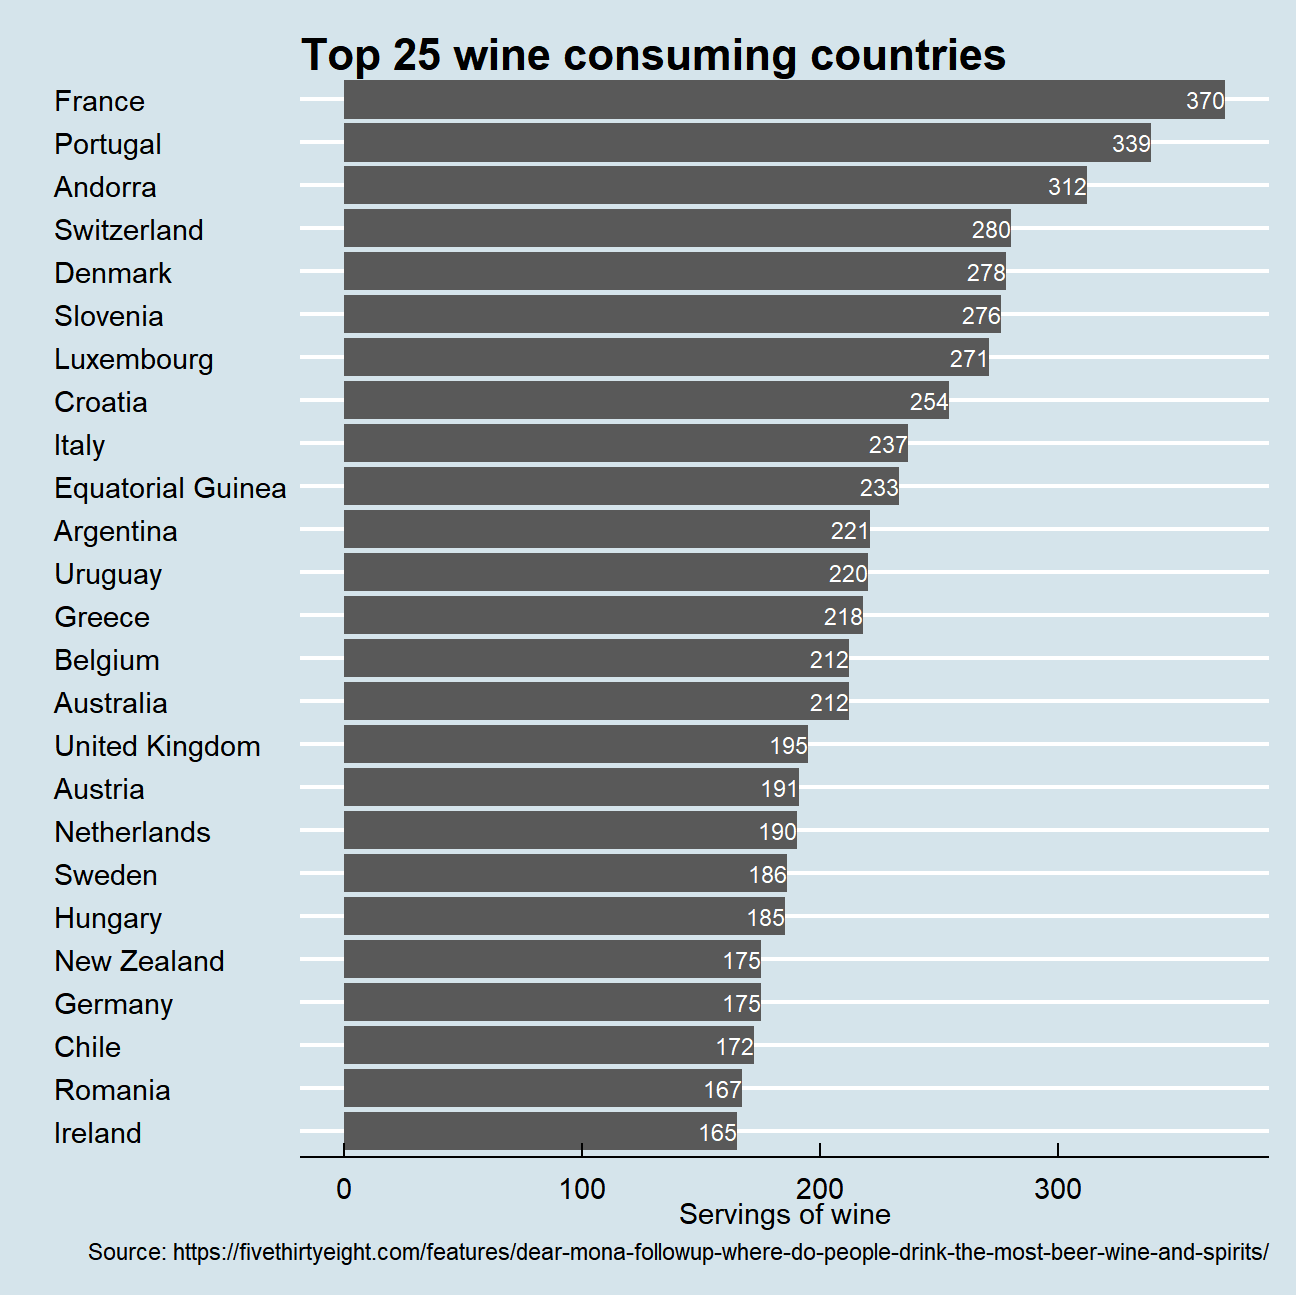 Top 25 wine consuming countries
France 370
Portugal 339
Andorra 312
Switzerland 280
Denmark 278
Slovenia 276
Luxembourg 271
Croatia 254
Italy 237
Equatorial Guinea 233
Argentina 221
Uruguay 220
Greece 218
Belgium 212
Australia 212
United Kingdom 195
Austria 191
Netherlands 190
Sweden 186
Hungary 185
New Zealand 175
Germany 175
Chile 172
Romania 167
Ireland 165
0 100 200 300
Servings of wine
Source: https://fivethirtyeight.com/features/dear-mona-followup-where-do-people-drink-the-most-beer-wine-and-spirits/